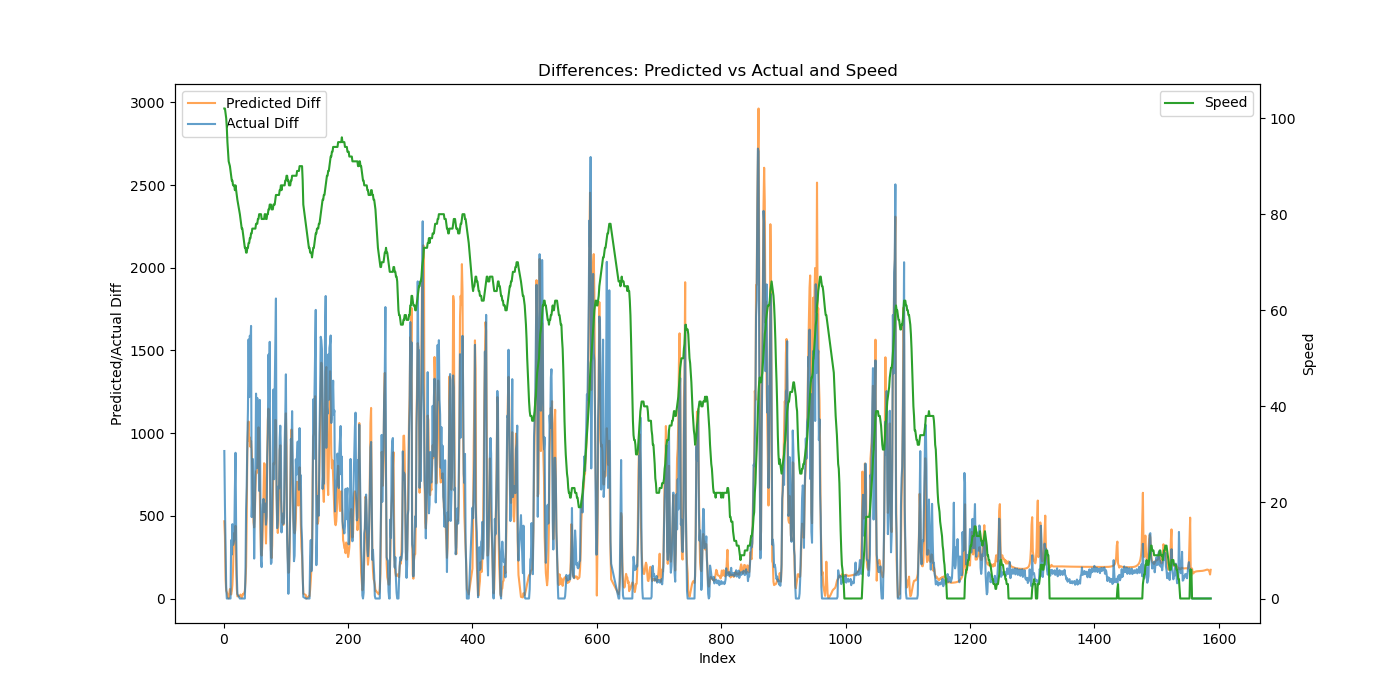 Differences: Predicted vs Actual and Speed
Predicted Diff
Actual Diff
Speed
3000
2500
2000
1500
1000
500
0
Predicted/Actual Diff
100
80
60
40
20
0
Speed
0 200 400 600 800 1000 1200 1400 1600
Index